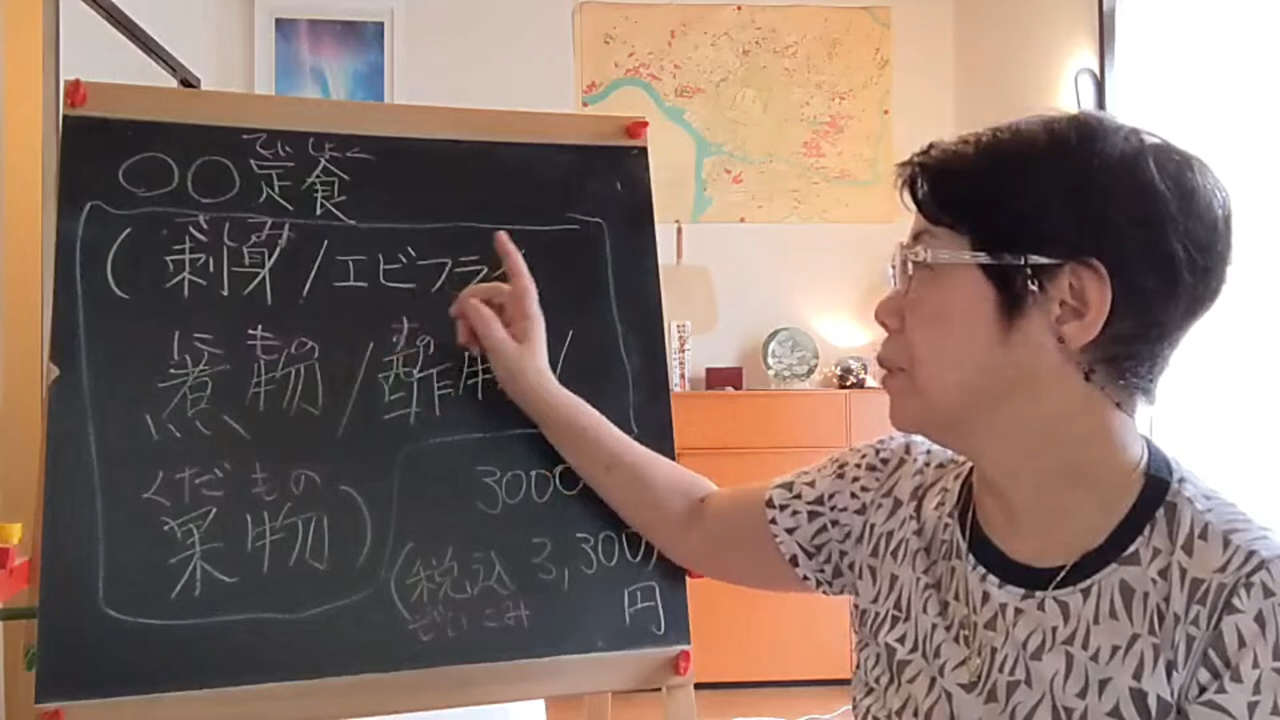 ていしょく
○○定食
さしみ
(刺身/エビフライ
にもの すの
煮物/酢物/
くだもの
果物)
3000
(税込 3,300)
ぜいこみ
円